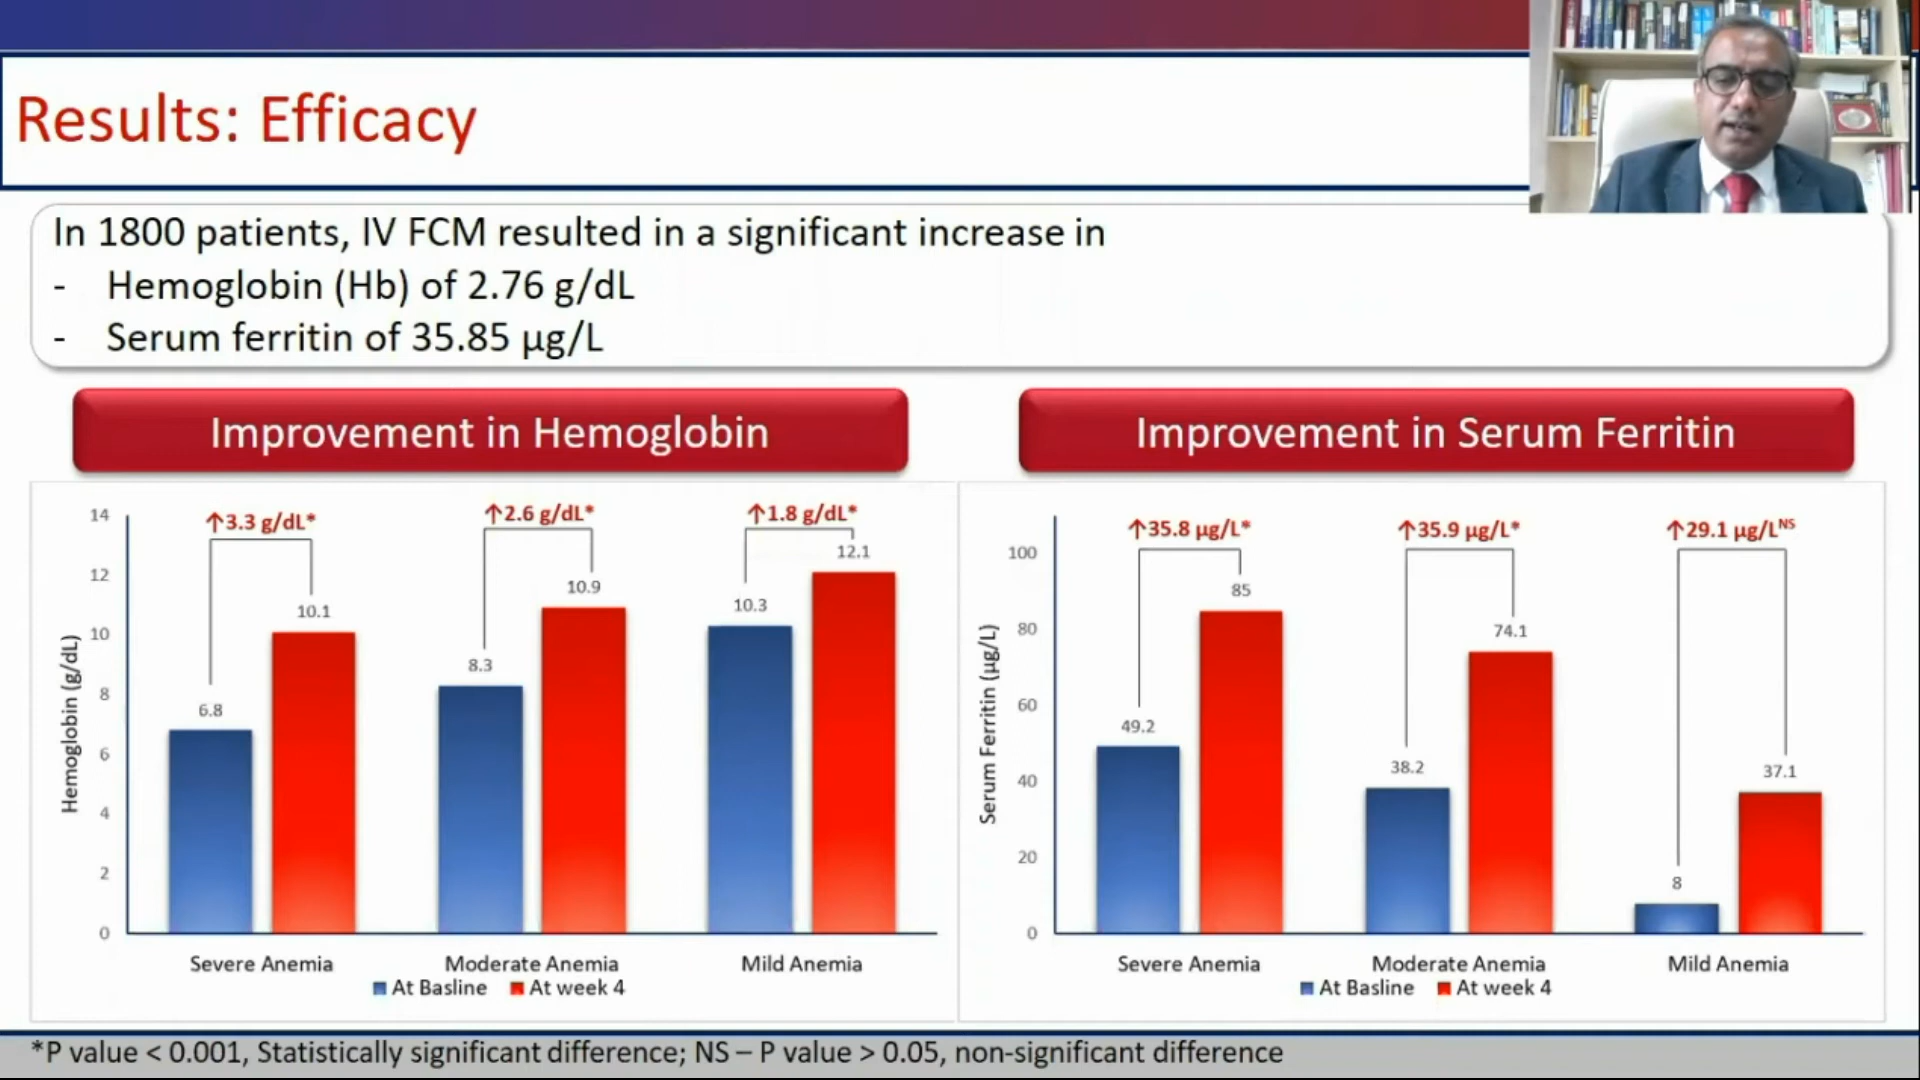 Results: Efficacy
In 1800 patients, IV FCM resulted in a significant increase in
- Hemoglobin (Hb) of 2.76 g/dL
- Serum ferritin of 35.85 µg/L
Improvement in Hemoglobin
↑3.3 g/dL*
↑2.6 g/dL*
↑1.8 g/dL*
Hemoglobin (g/dL)
14
12
10
8
6
4
2
0
6.8
10.1
8.3
10.9
10.3
12.1
Severe Anemia
Moderate Anemia
Mild Anemia
At Basline
At week 4
Improvement in Serum Ferritin
↑35.8 µg/L*
↑35.9 µg/L*
↑29.1 µg/LNS
Serum Ferritin (µg/L)
100
80
60
40
20
0
49.2
85
38.2
74.1
8
37.1
Severe Anemia
Moderate Anemia
Mild Anemia
At Basline
At week 4
*P value < 0.001, Statistically significant difference; NS – P value > 0.05, non-significant difference